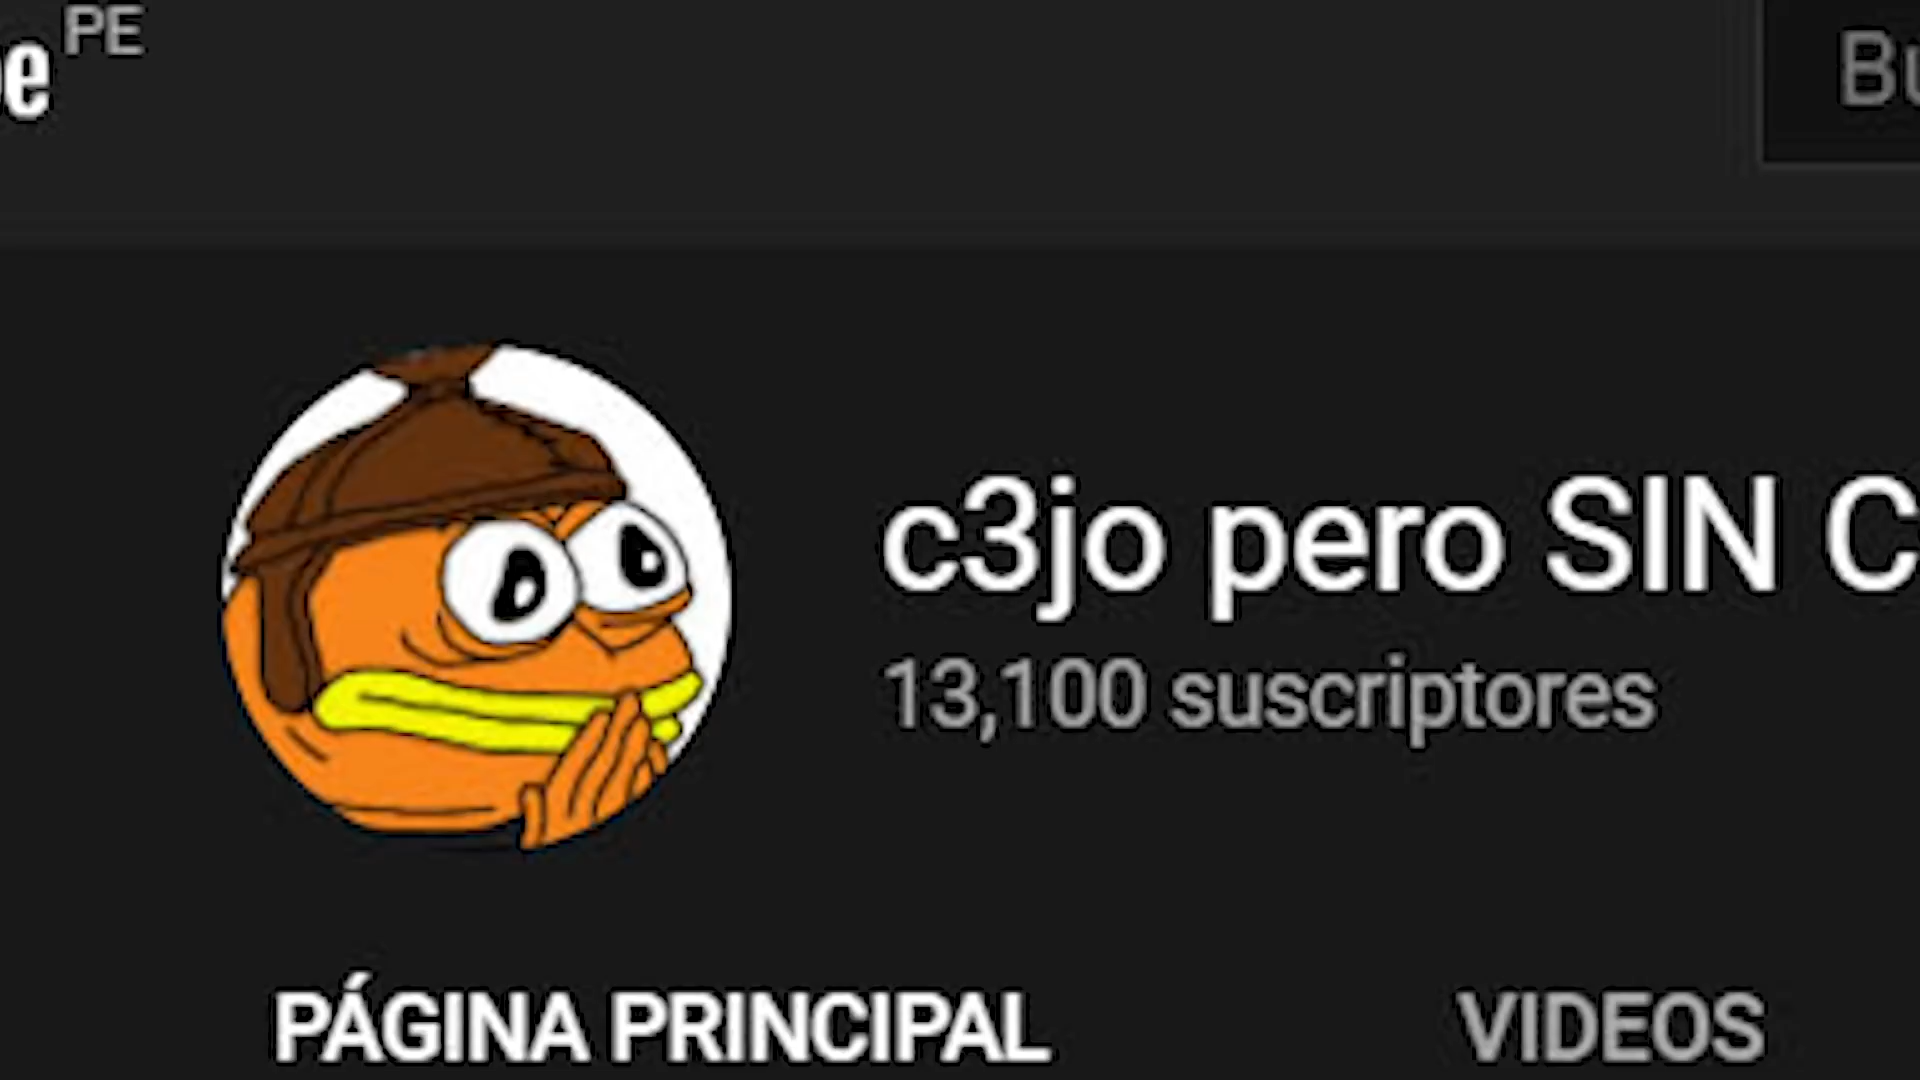 PE
c3jo pero SIN C
13,100 suscriptores
PÁGINA PRINCIPAL VIDEOS